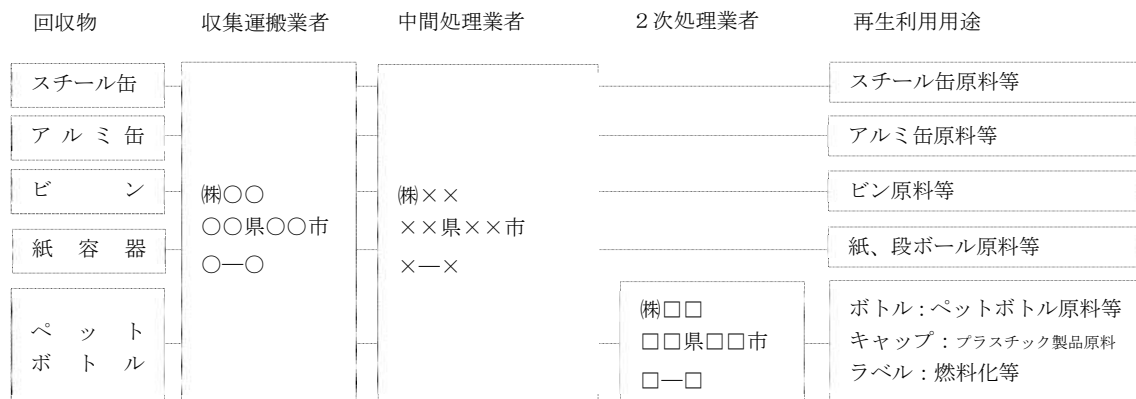 回収物 収集運搬業者 中間処理業者 2次処理業者 再生利用用途
スチール缶 スチール缶原料等
アルミ缶 アルミ缶原料等
ビン ㈱○○ ㈱×× ビン原料等
○○県○○市 ××県××市
紙容器 紙、段ボール原料等
○―○ ×―×
ペット
ボトル
㈱□□
□□県□□市
□―□
ボトル：ペットボトル原料等
キャップ：プラスチック製品原料
ラベル：燃料化等